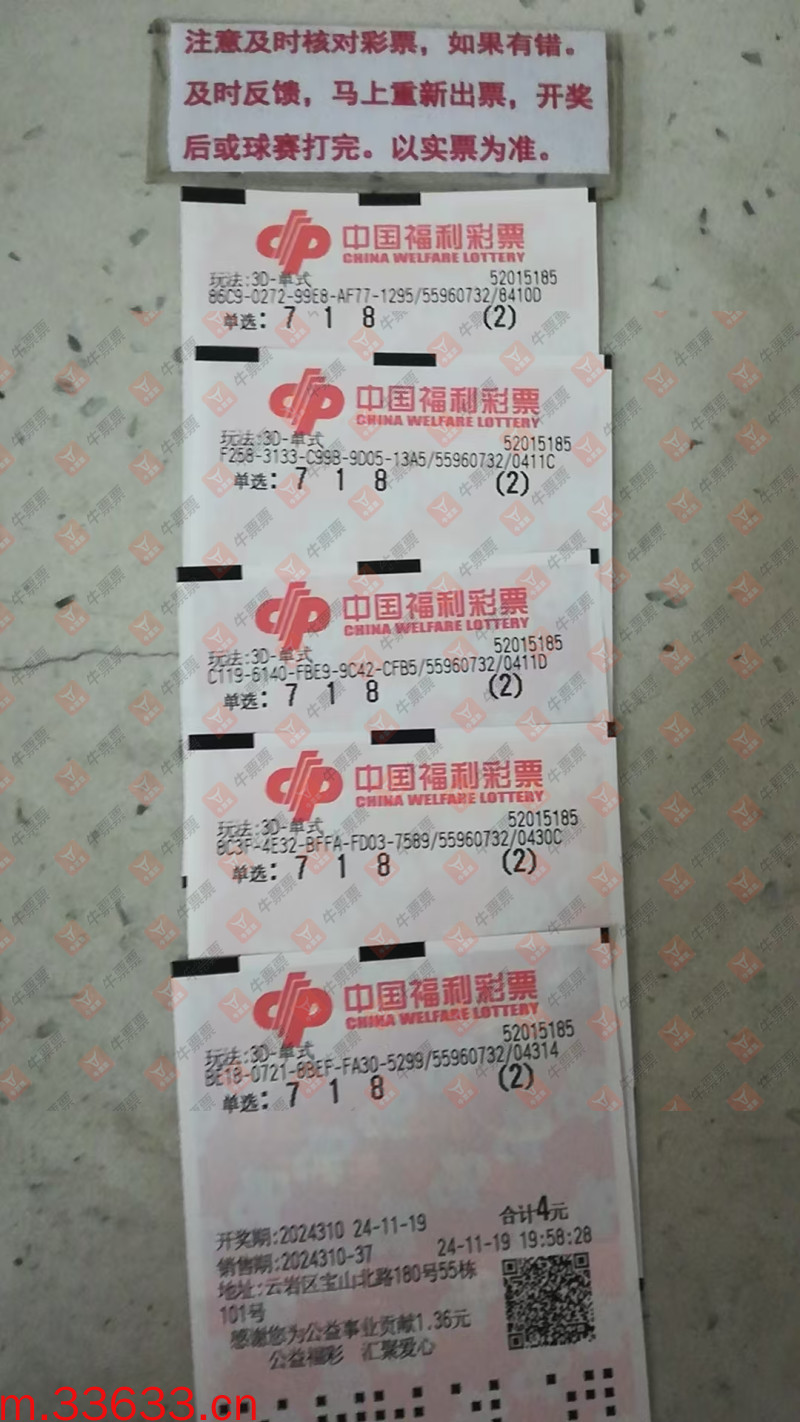 注意及时核对彩票，如果有错。
及时反馈，马上重新出票，开奖
后或球赛打完。以实票为准。
中国福利彩票
CHINA WELFARE LOTTERY
玩法:3D-单式 52015185
86C9-0272-99E8-AF77-1295/55960732/8410D
单选: 7 1 8 (2)
中国福利彩票
CHINA WELFARE LOTTERY
玩法:3D-单式 52015185
F258-3133-C99B-9D05-13A5/55960732/0411C
单选: 7 1 8 (2)
中国福利彩票
CHINA WELFARE LOTTERY
玩法:3D-单式 52015185
C119-6140-FBE9-9C42-CFB5/55960732/0411D
单选: 7 1 8 (2)
中国福利彩票
CHINA WELFARE LOTTERY
玩法:3D-单式 52015185
8C3F-4E32-BFFA-FD03-7589/55960732/0430C
单选: 7 1 8 (2)
中国福利彩票
CHINA WELFARE LOTTERY
玩法:3D-单式 52015185
BE1B-0721-8BEF-FA30-5299/55960732/04314
单选: 7 1 8 (2)
合计4元
开奖期:2024310 24-11-19
销售期:2024310-37 24-11-19 19:58:28
地址:云岩区宝山北路180号55栋
101号
感谢您为公益事业贡献1.36元
公益福彩 汇聚爱心
牛票票
m.33633.cn